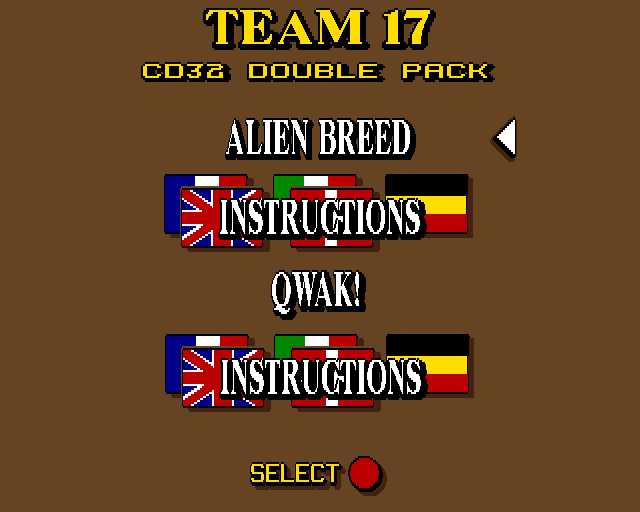 TEAM 17
CD32 DOUBLE PACK
ALIEN BREED
INSTRUCTIONS
QWAK!
INSTRUCTIONS
SELECT